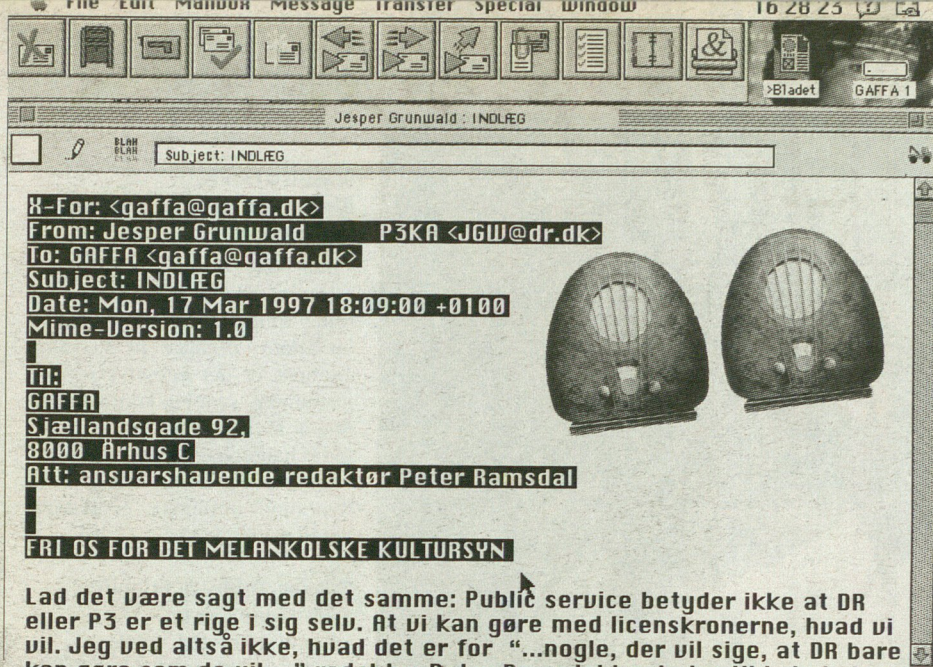 File Edit Mailbox Message Transfer Special Window 16 28 23
&
>Bladet GAFFA 1
Jesper Grunwald : INDLÆG
BLAH
BLAH
Subject: INDLÆG
X-For: <gaffa@gaffa.dk>
From: Jesper Grunwald P3KA <JGW@dr.dk>
To: GAFFA <gaffa@gaffa.dk>
Subject: INDLÆG
Date: Mon, 17 Mar 1997 18:09:00 +0100
Mime-Version: 1.0
Til:
GAFFA
Sjællandsgade 92,
8000 Århus C
Att: ansvarshavende redaktør Peter Ramsdal
FRI OS FOR DET MELANKOLSKE KULTURSYN
Lad det være sagt med det samme: Public service betyder ikke at DR
eller P3 er et rige i sig selv. At vi kan gøre med licenskronerne, hvad vi
vil. Jeg ved altså ikke, hvad det er for "...nogle, der vil sige, at DR bare